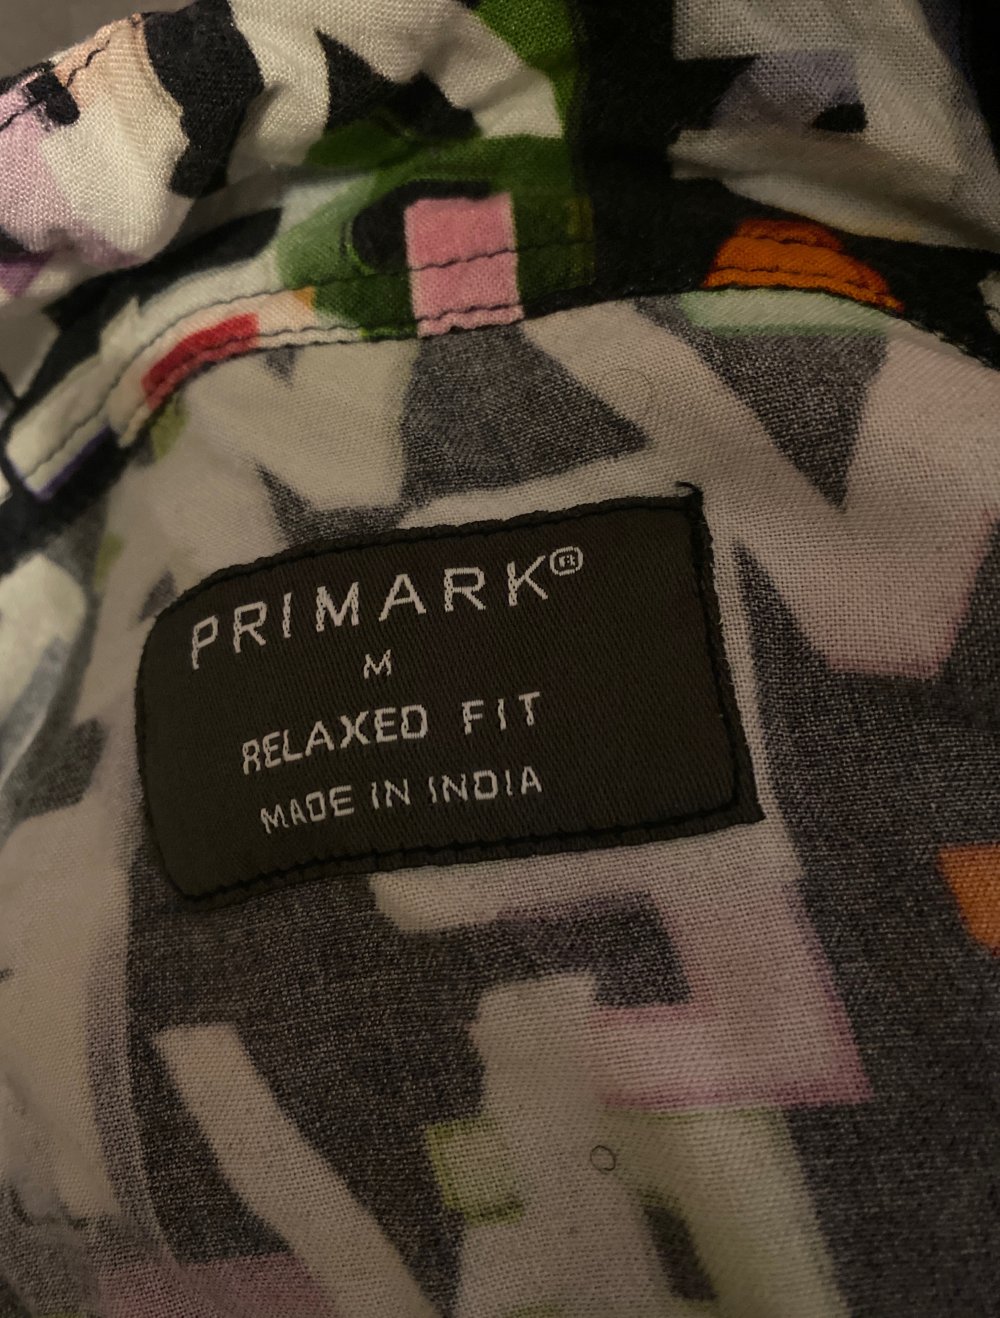 PRIMARK®
M
RELAXED FIT
MADE IN INDIA